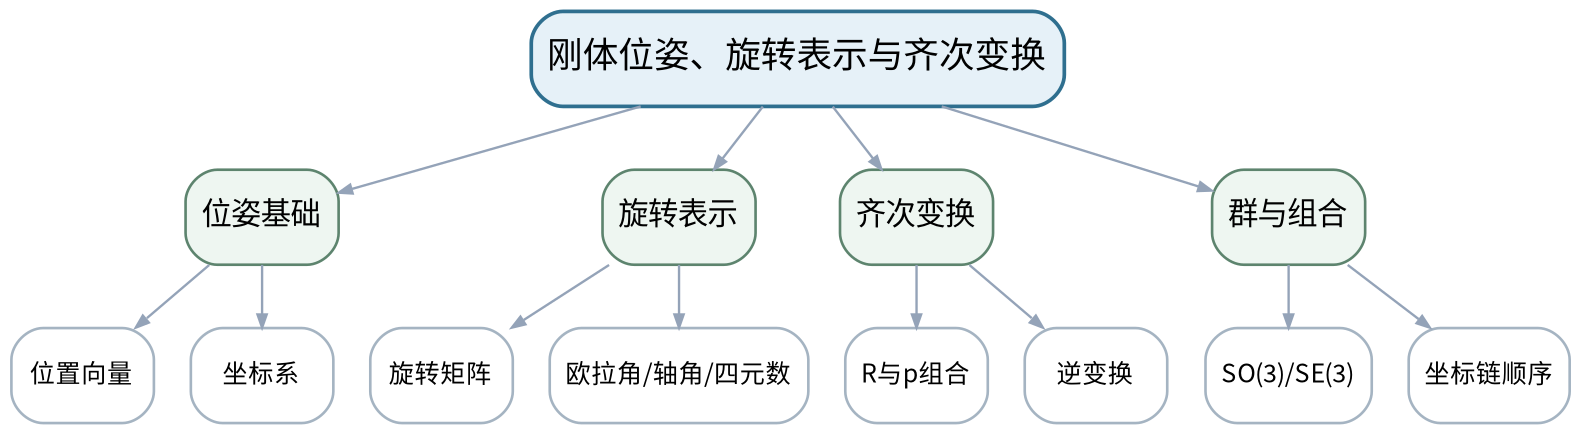 刚体位姿、旋转表示与齐次变换
位姿基础
旋转表示
齐次变换
群与组合
位置向量
坐标系
旋转矩阵
欧拉角/轴角/四元数
R与p组合
逆变换
SO(3)/SE(3)
坐标链顺序